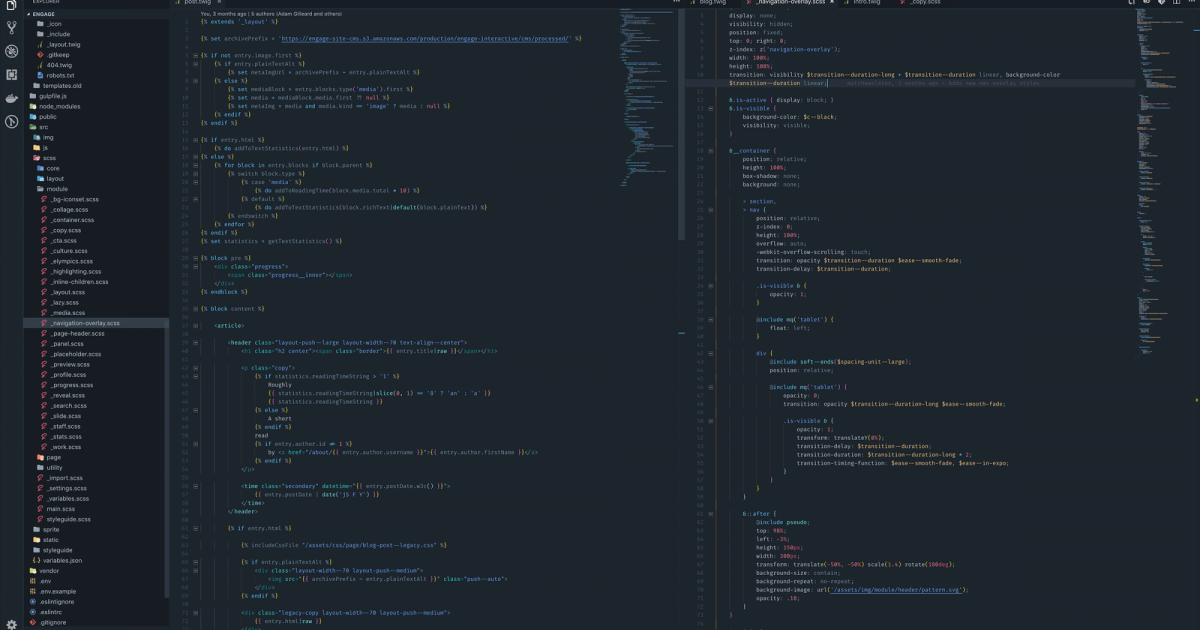 EXPLORER
ENGAGE
_icon
_include
_layout.twig
.gitkeep
404.twig
robots.txt
templates.old
gulpfile.js
node_modules
public
src
img
js
scss
core
layout
module
_bg-iconset.scss
_collage.scss
_container.scss
_copy.scss
_cta.scss
_culture.scss
_elympics.scss
_highlighting.scss
_inline-children.scss
_layout.scss
_lazy.scss
_media.scss
_navigation-overlay.scss
_page-header.scss
_panel.scss
_placeholder.scss
_preview.scss
_profile.scss
_progress.scss
_reveal.scss
_search.scss
_slide.scss
_staff.scss
_stats.scss
_work.scss
page
utility
_import.scss
_settings.scss
_variables.scss
main.scss
styleguide.scss
sprite
static
styleguide
variables.json
vendor
.env
.env.example
.eslintignore
.eslintrc
.gitignore
post.twig
You, 3 months ago | 5 authors (Adam Gilleard and others)
{% extends '_layout' %}
{% set archivePrefix = 'https://engage-site-cms.s3.amazonaws.com/production/engage-interactive/cms/processed/' %}
{% if not entry.image.first %}
{% if entry.plainTextAlt %}
{% set metaImgUrl = archivePrefix ~ entry.plainTextAlt %}
{% else %}
{% set mediaBlock = entry.blocks.type('media').first %}
{% set media = mediaBlock.media.first ?? null %}
{% set metaImg = media and media.kind == 'image' ? media : null %}
{% endif %}
{% endif %}
{% if entry.html %}
{% do addToTextStatistics(entry.html) %}
{% else %}
{% for block in entry.blocks if block.parent %}
{% switch block.type %}
{% case 'media' %}
{% do addToReadingTime(block.media.total * 10) %}
{% default %}
{% do addToTextStatistics(block.richText|default(block.plainText)) %}
{% endswitch %}
{% endfor %}
{% endif %}
{% set statistics = getTextStatistics() %}
{% block pre %}
<div class="progress">
<span class="progress__inner"></span>
</div>
{% endblock %}
{% block content %}
<article>
<header class="layout-push--large layout-width--70 text-align--center">
<h1 class="h2 center"><span class="border">{{ entry.title|raw }}</span></h1>
<p class="copy">
{% if statistics.readingTimeString > '1' %}
Roughly
{{ statistics.readingTimeString|slice(0, 1) == '8' ? 'an' : 'a' }}
{{ statistics.readingTimeString }}
{% else %}
A short
{% endif %}
read
{% if entry.author.id != 1 %}
by <a href="/about/{{ entry.author.username }}">{{ entry.author.firstName }}</a>
{% endif %}
</p>
<time class="secondary" datetime="{{ entry.postDate.w3c() }}">
{{ entry.postDate | date('jS F Y') }}
</time>
</header>
{% if entry.html %}
{% includeCssFile "/assets/css/page/blog-post--legacy.css" %}
{% if entry.plainTextAlt %}
<div class="layout-width--70 layout-push--medium">
<img src="{{ archivePrefix ~ entry.plainTextAlt }}" class="push--auto">
</div>
{% endif %}
<div class="legacy-copy layout-width--70 layout-push--medium">
{{ entry.html|raw }}
</div>
blog.twig
_navigation-overlay.scss
intro.twig
_copy.scss
display: none;
visibility: hidden;
position: fixed;
top: 0; right: 0;
z-index: z('navigation-overlay');
width: 100%;
height: 100%;
transition: visibility $transition--duration-long + $transition--duration linear, background-color
$transition--duration linear;
&.is-active { display: block; }
&.is-visible {
background-color: $c--black;
visibility: visible;
}
&__container {
position: relative;
height: 100%;
box-shadow: none;
background: none;
> section,
> nav {
position: relative;
z-index: 0;
height: 100%;
overflow: auto;
-webkit-overflow-scrolling: touch;
transition: opacity $transition--duration $ease--smooth-fade;
transition-delay: $transition--duration;
.is-visible & {
opacity: 1;
}
@include mq('tablet') {
float: left;
}
div {
@include soft--ends($spacing-unit--large);
position: relative;
@include mq('tablet') {
opacity: 0;
transition: opacity $transition--duration-long $ease--smooth-fade;
.is-visible & {
opacity: 1;
transform: translateY(0%);
transition-delay: $transition--duration;
transition-duration: $transition--duration-long * 2;
transition-timing-function: $ease--smooth-fade, $ease--in-expo;
}
}
}
}
&::after {
@include pseudo;
top: 98%;
left: -3%;
height: 150px;
width: 300px;
transform: translate(-50%, -50%) scale(1.4) rotate(180deg);
background-size: contain;
background-repeat: no-repeat;
background-image: url('/assets/img/module/header/pattern.svg');
opacity: .18;
}
}